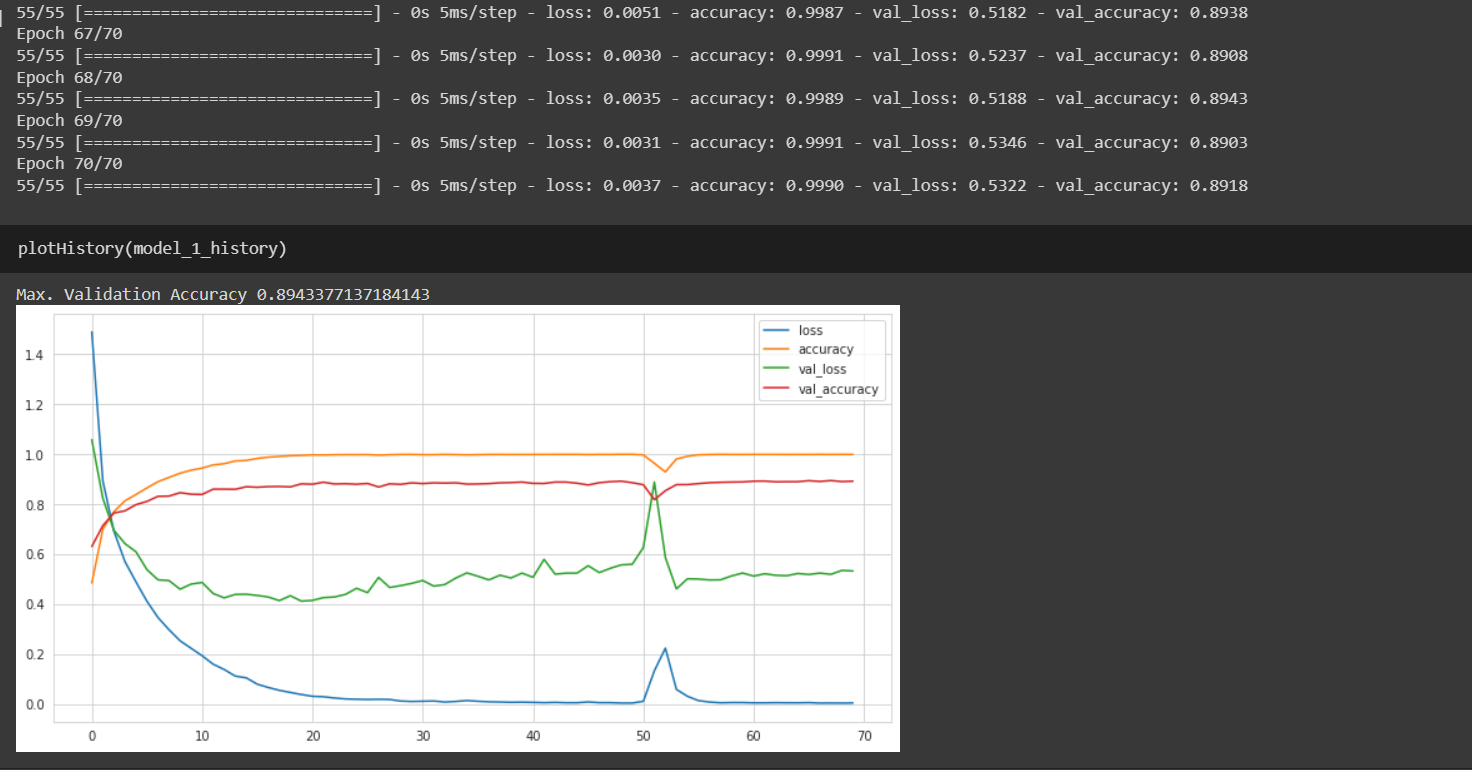 55/55 [==============================] - 0s 5ms/step - loss: 0.0051 - accuracy: 0.9987 - val_loss: 0.5182 - val_accuracy: 0.8938
Epoch 67/70
55/55 [==============================] - 0s 5ms/step - loss: 0.0030 - accuracy: 0.9991 - val_loss: 0.5237 - val_accuracy: 0.8908
Epoch 68/70
55/55 [==============================] - 0s 5ms/step - loss: 0.0035 - accuracy: 0.9989 - val_loss: 0.5188 - val_accuracy: 0.8943
Epoch 69/70
55/55 [==============================] - 0s 5ms/step - loss: 0.0031 - accuracy: 0.9991 - val_loss: 0.5346 - val_accuracy: 0.8903
Epoch 70/70
55/55 [==============================] - 0s 5ms/step - loss: 0.0037 - accuracy: 0.9990 - val_loss: 0.5322 - val_accuracy: 0.8918
plotHistory(model_1_history)
Max. Validation Accuracy 0.8943377137184143
loss
accuracy
val_loss
val_accuracy
1.4
1.2
1.0
0.8
0.6
0.4
0.2
0.0
0 10 20 30 40 50 60 70